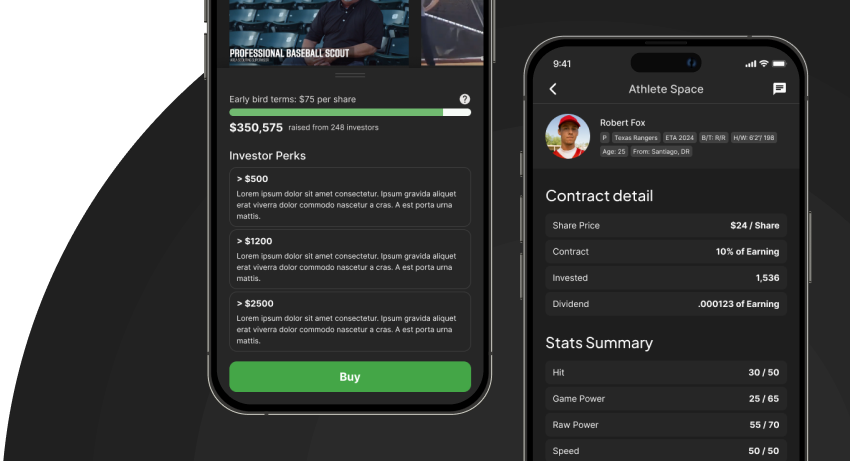 PROFESSIONAL BASEBALL SCOUT
Early bird terms: $75 per share
$350,575 raised from 248 investors
Investor Perks
> $500
Lorem ipsum dolor sit amet consectetur. Ipsum gravida aliquet
erat viverra dolor commodo nascetur a cras. A est porta urna
mattis.
> $1200
Lorem ipsum dolor sit amet consectetur. Ipsum gravida aliquet
erat viverra dolor commodo nascetur a cras. A est porta urna
mattis.
> $2500
Lorem ipsum dolor sit amet consectetur. Ipsum gravida aliquet
erat viverra dolor commodo nascetur a cras. A est porta urna
mattis.
Buy
9:41
Athlete Space
Robert Fox
P Texas Rangers ETA 2024 B/T: R/R H/W: 6'2"/ 198
Age: 25 From: Santiago, DR
Contract detail
Share Price $24 / Share
Contract 10% of Earning
Invested 1,536
Dividend .000123 of Earning
Stats Summary
Hit 30 / 50
Game Power 25 / 65
Raw Power 55 / 70
Speed 50 / 50